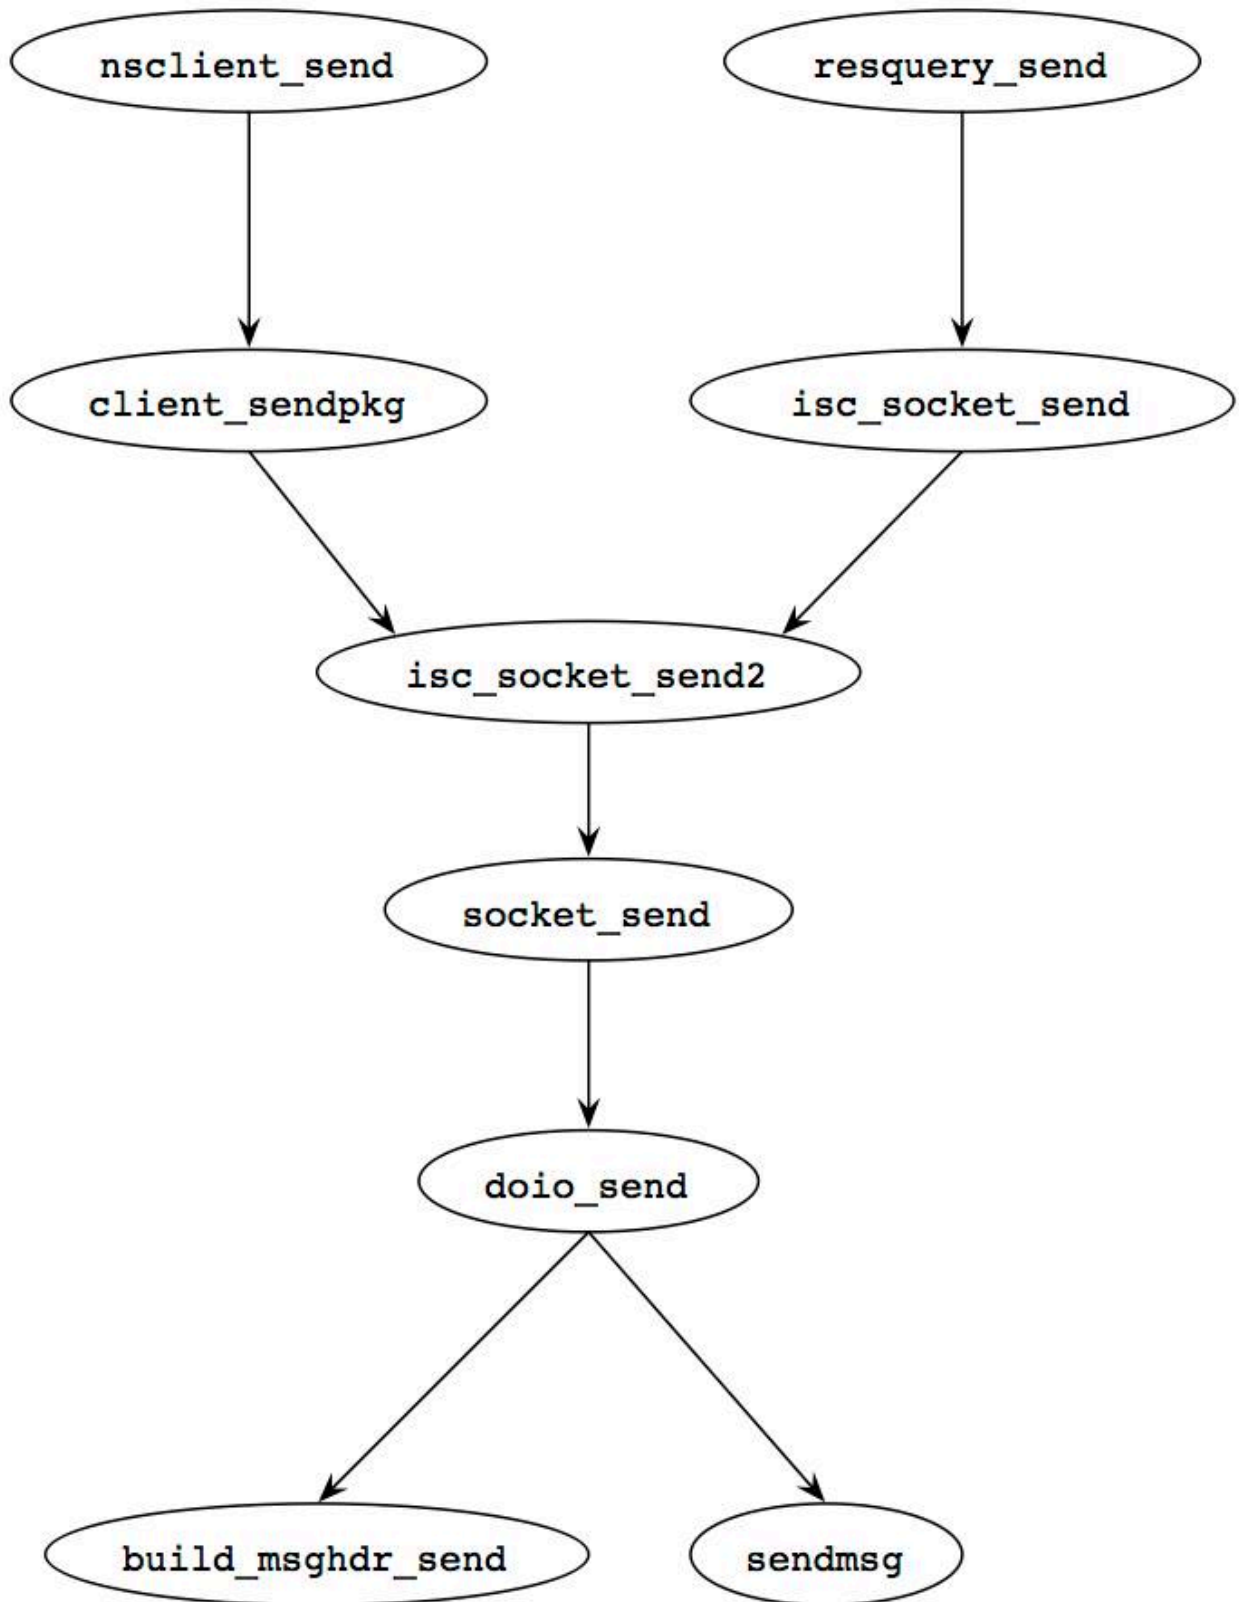 nsclient_send
resquery_send
client_sendpkg
isc_socket_send
isc_socket_send2
socket_send
doio_send
build_msghdr_send
sendmsg